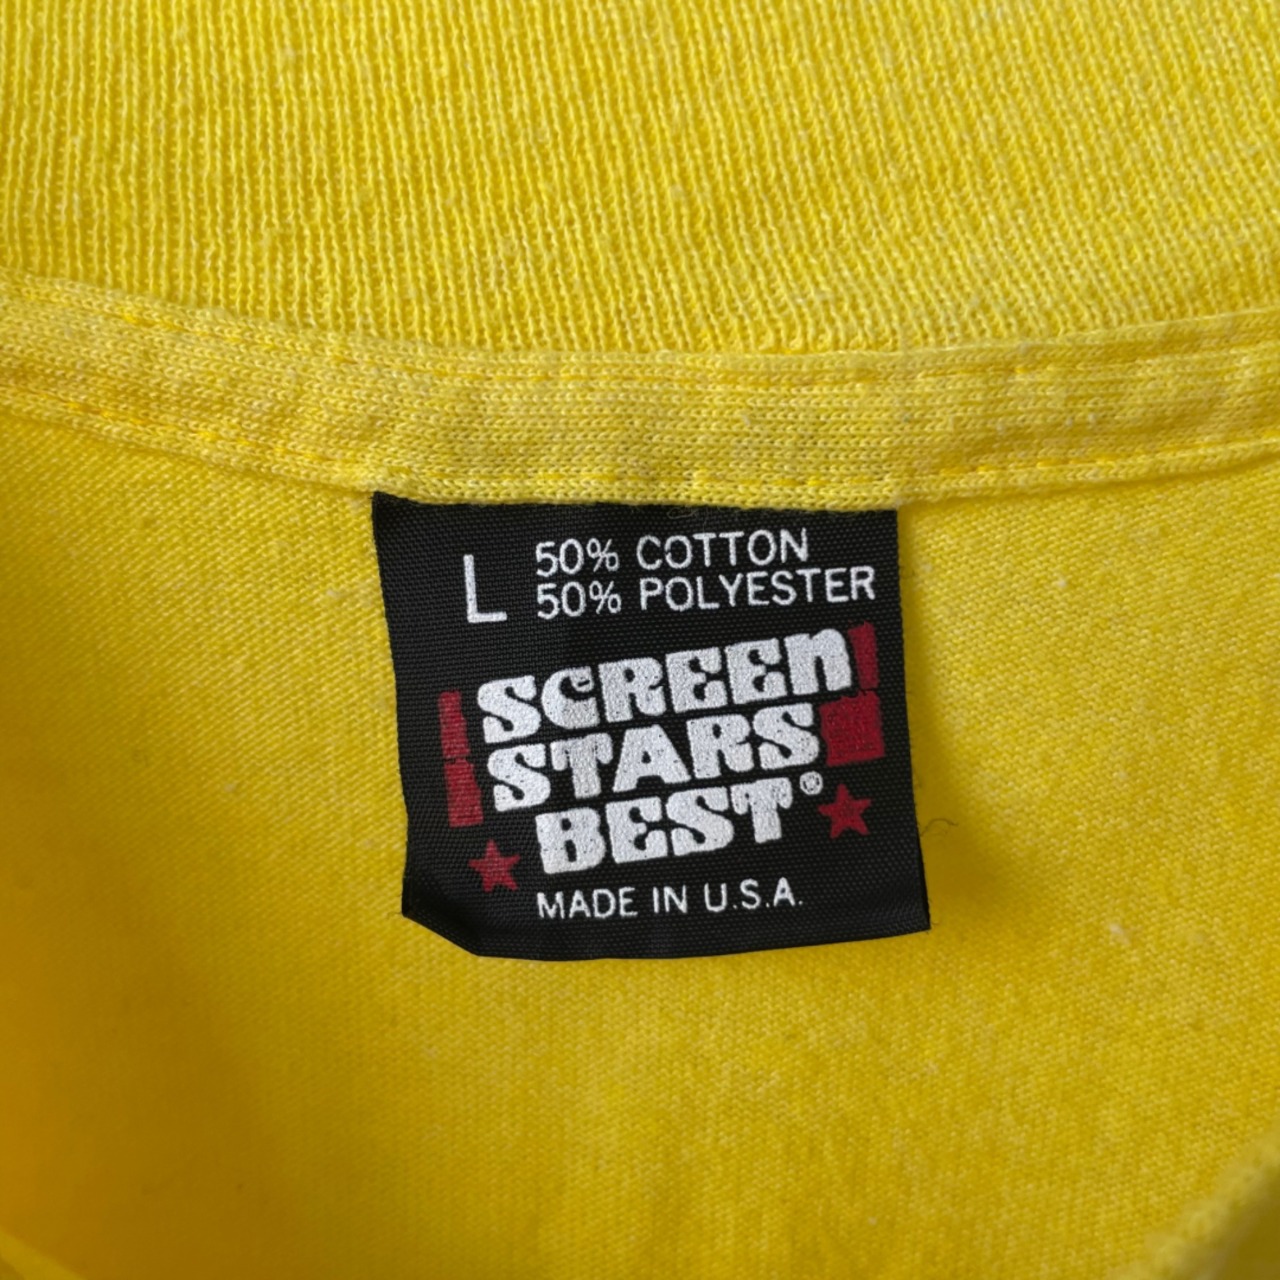 L 50% COTTON
50% POLYESTER
SCREEN
STARS
BEST®
MADE IN U.S.A.